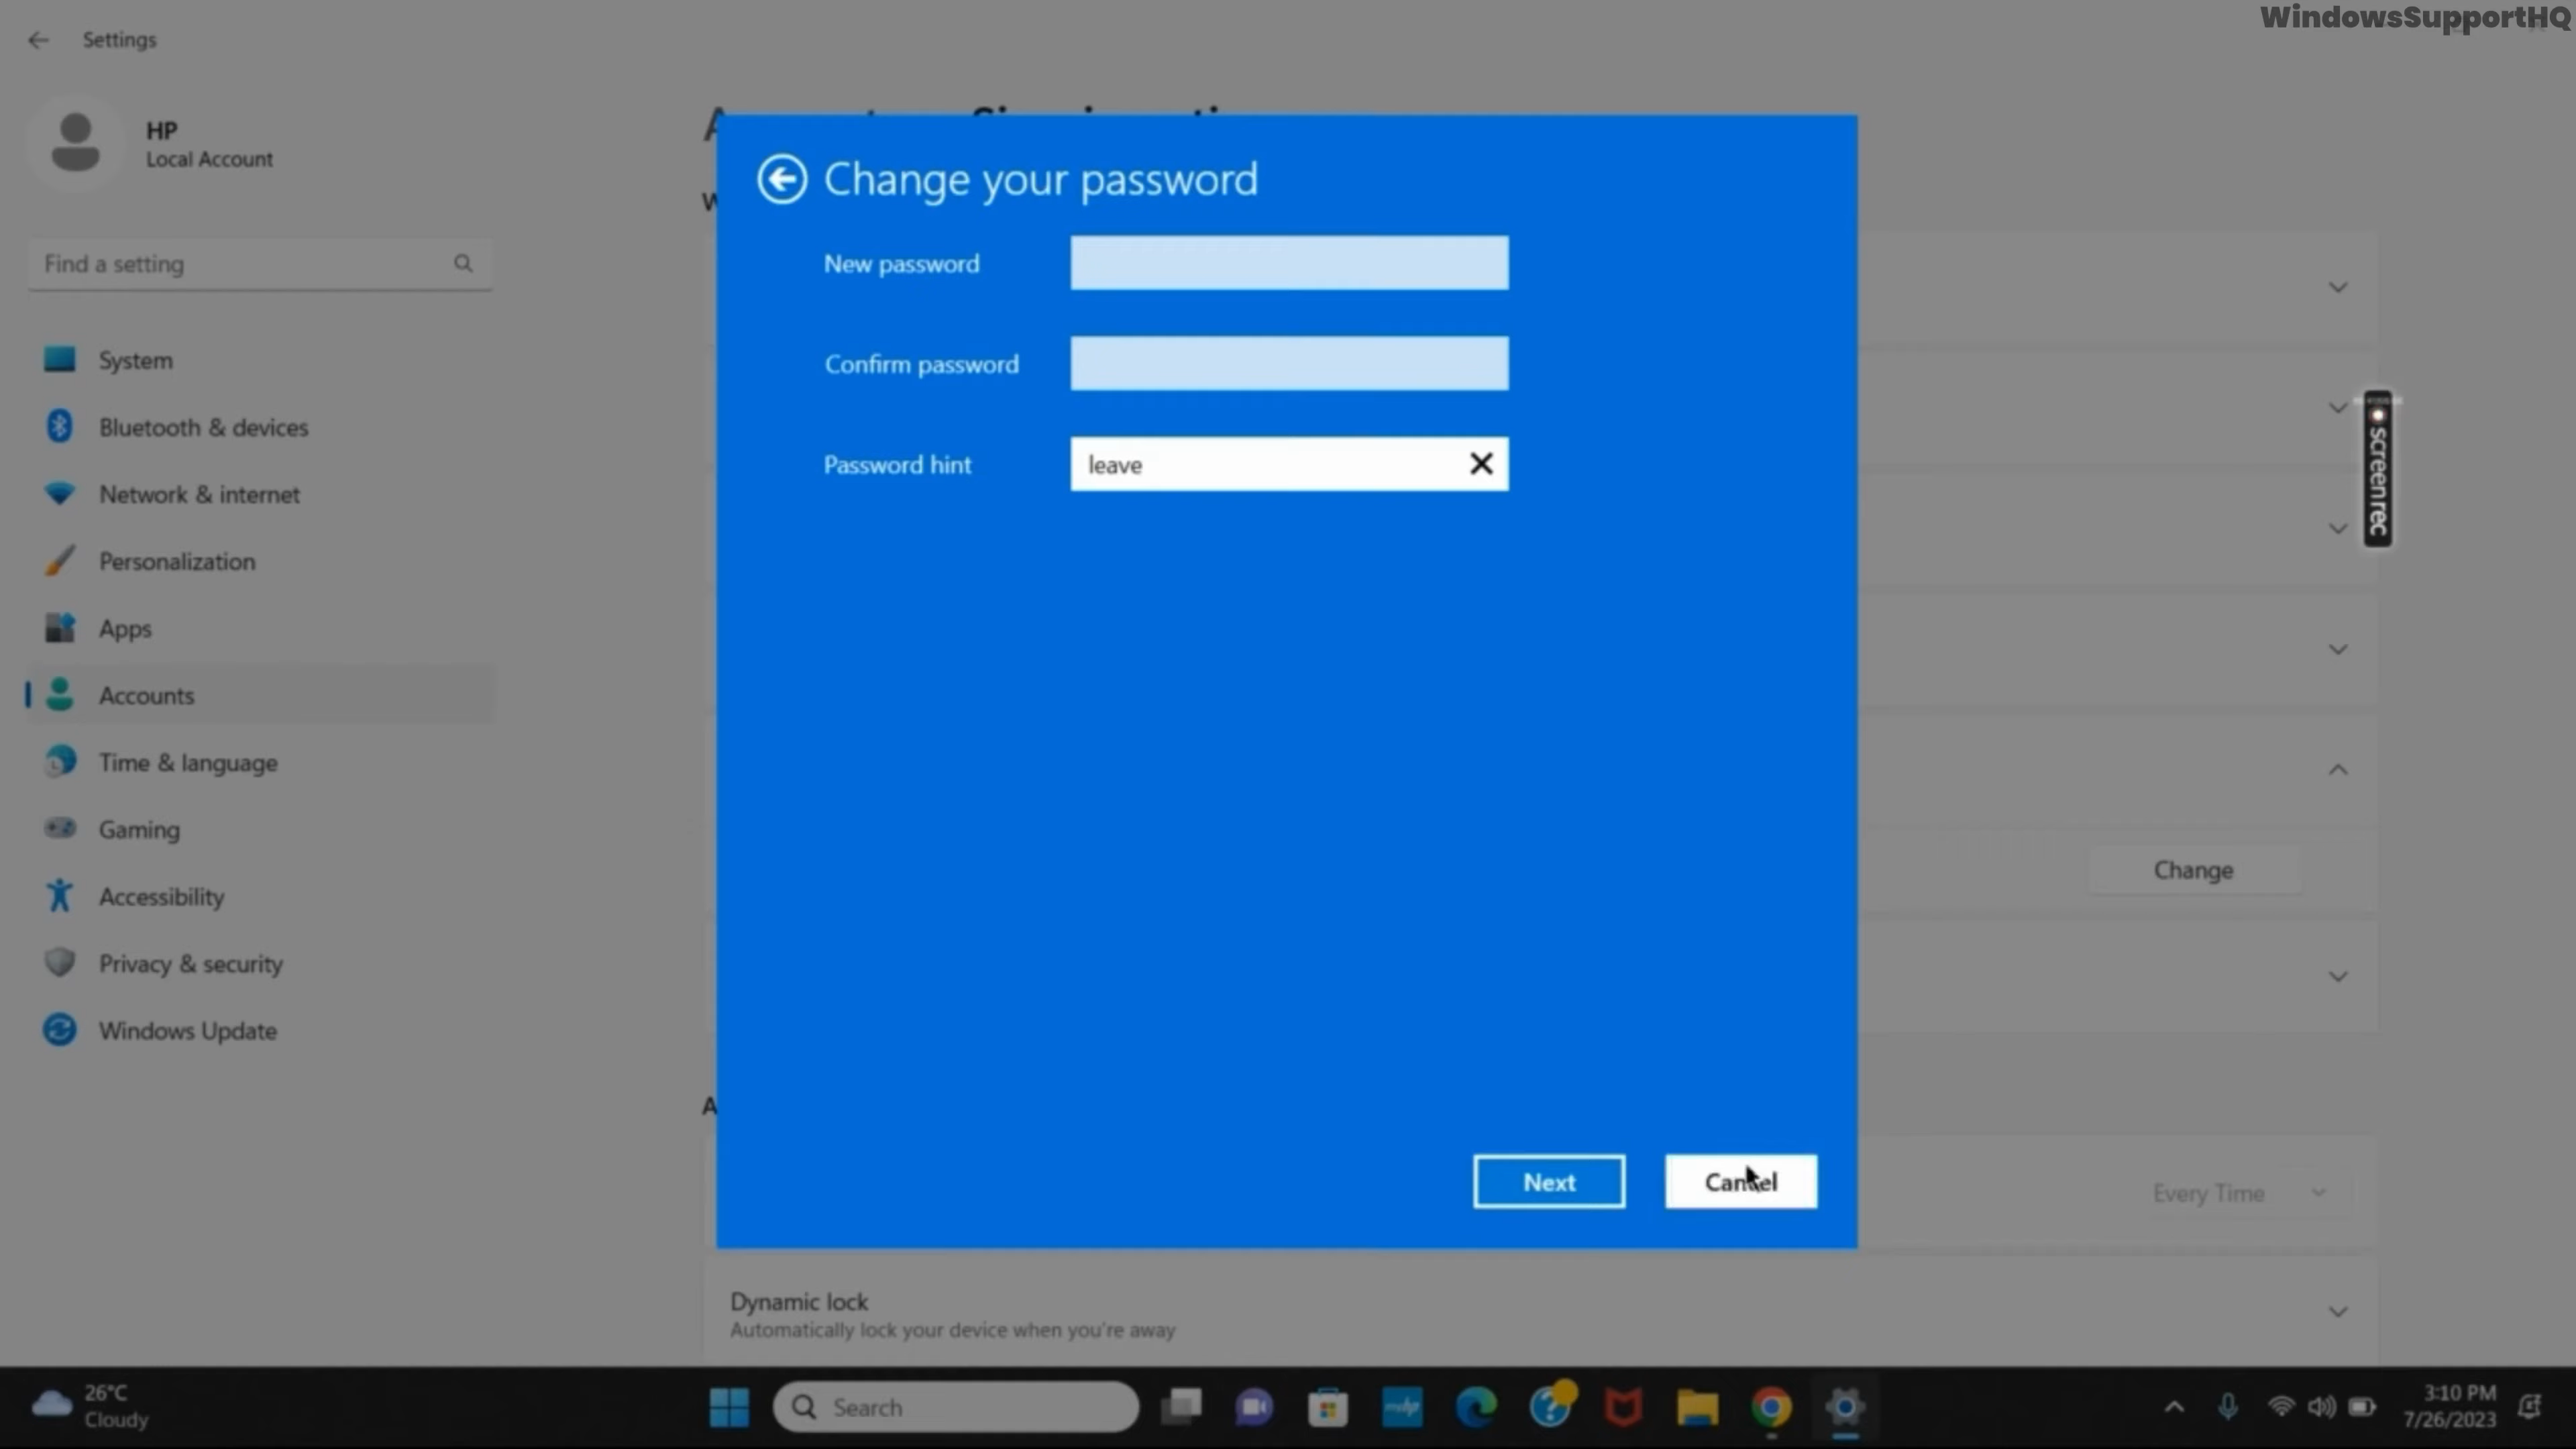 WindowsSupportHQ
Settings
HP
Local Account
Find a setting
System
Bluetooth & devices
Network & internet
Personalization
Apps
Accounts
Time & language
Gaming
Accessibility
Privacy & security
Windows Update
Change your password
New password
Confirm password
Password hint
leave
Next
Cancel
screenrec
Change
Every Time
Dynamic lock
Automatically lock your device when you're away
26°C
Cloudy
Search
myhp
3:10 PM
7/26/2023